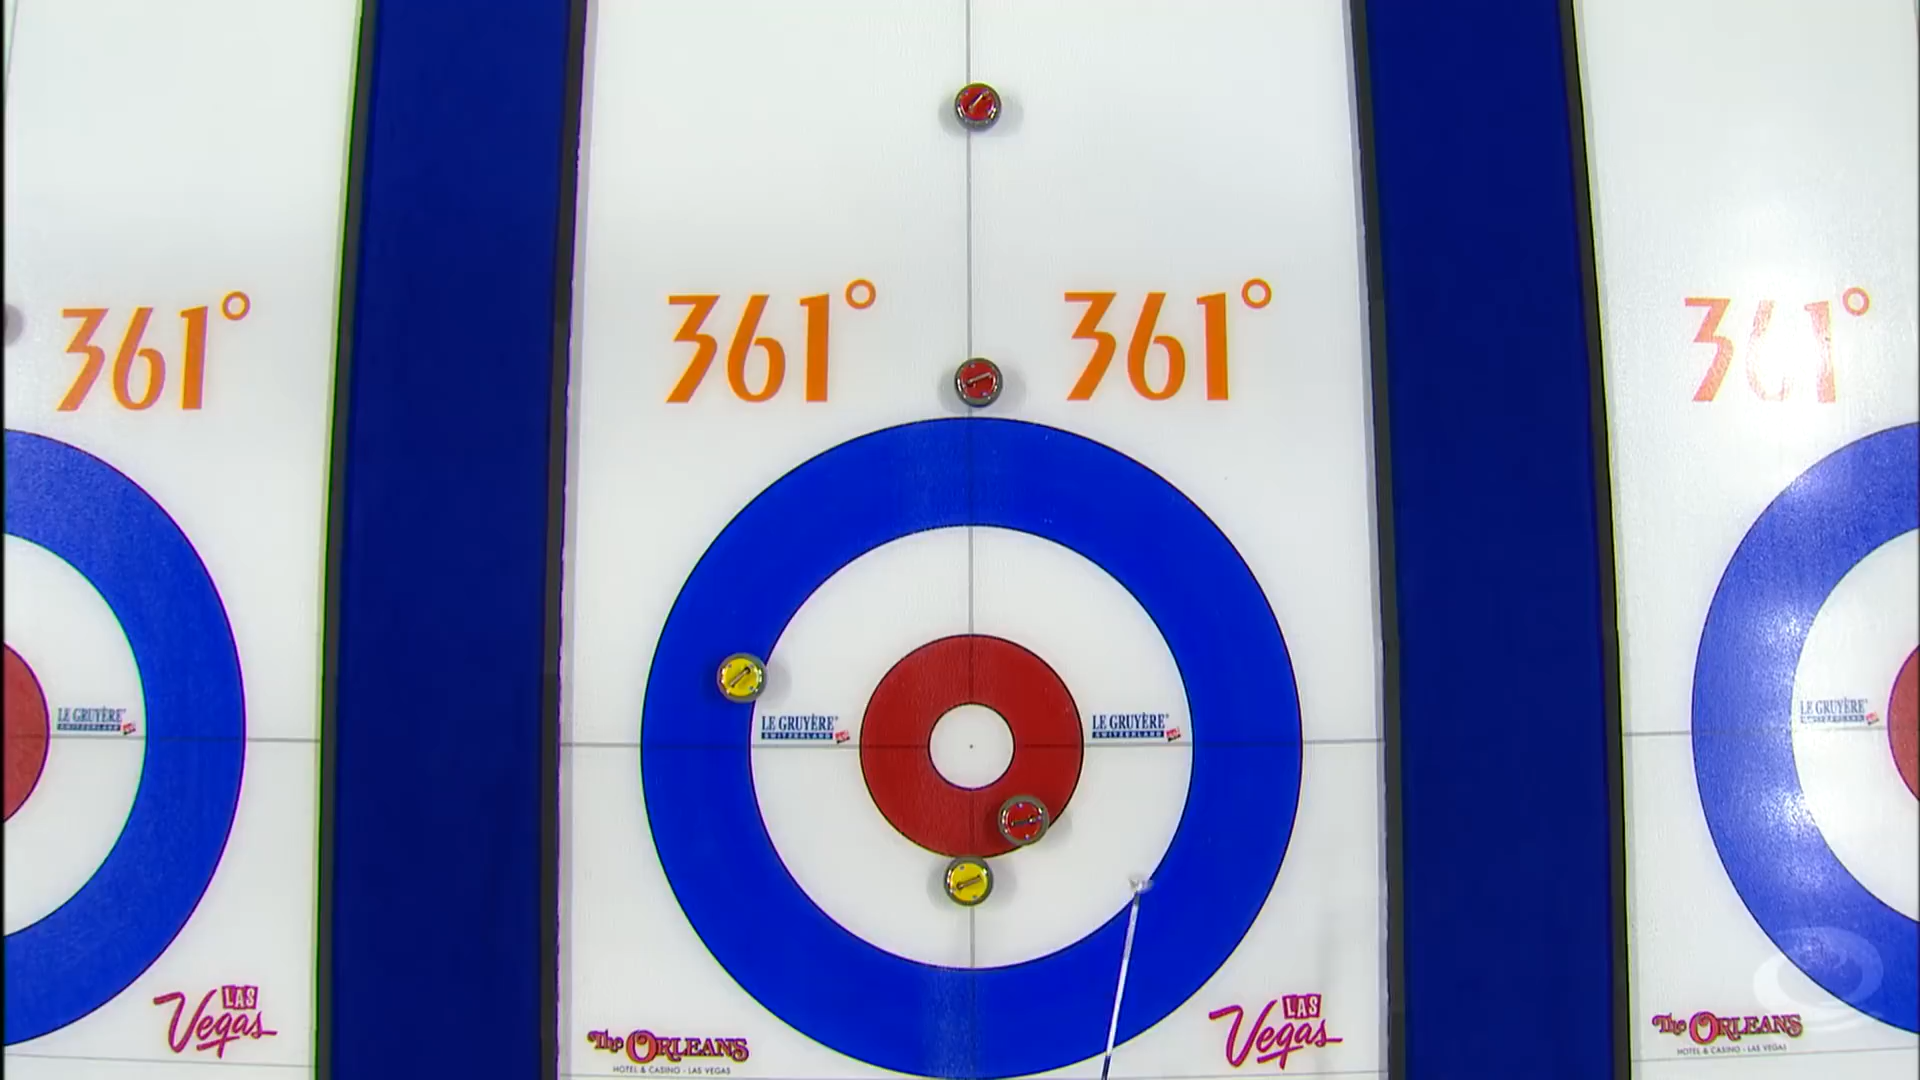 361°
361°
361°
361°
LE GRUYÈRE
SWITZERLAND
LE GRUYÈRE
SWITZERLAND
LE GRUYÈRE
SWITZERLAND
LE GRUYÈRE
SWITZERLAND
LAS
Vegas
The ORLEANS
HOTEL & CASINO - LAS VEGAS
LAS
Vegas
The ORLEANS
HOTEL & CASINO - LAS VEGAS